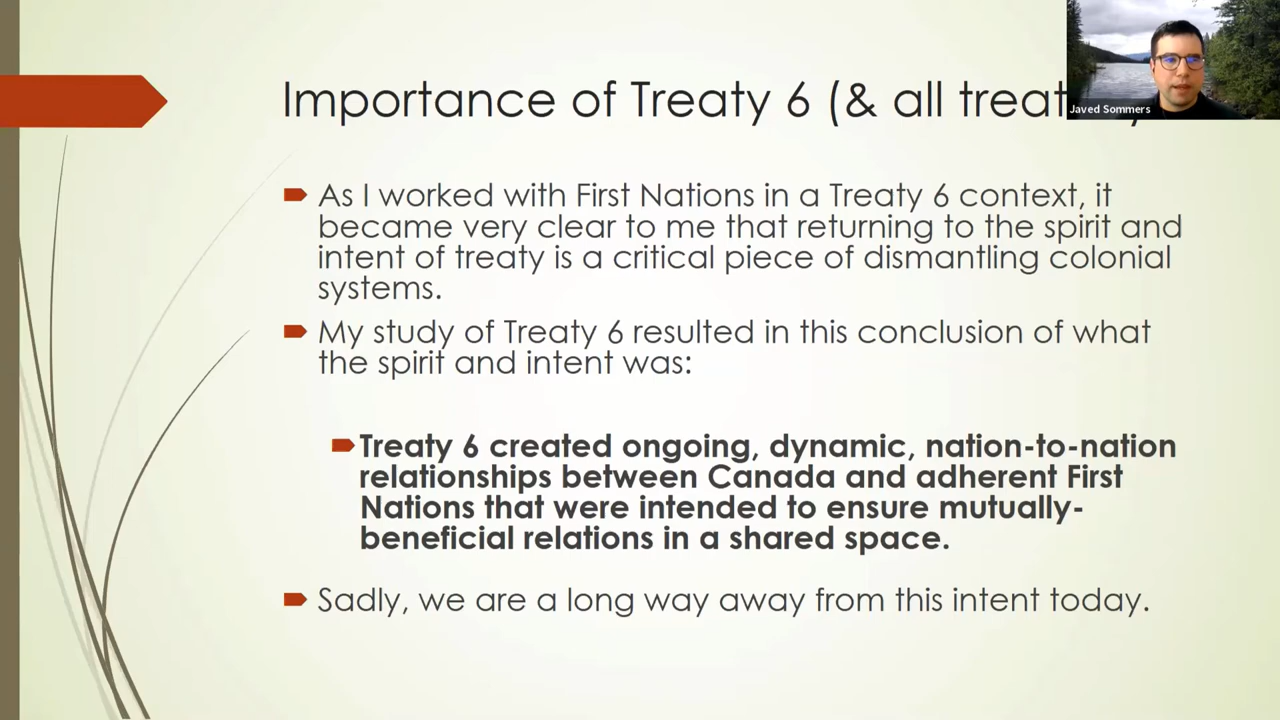 Importance of Treaty 6 (& all
Javed Sommers
As I worked with First Nations in a Treaty 6 context, it
became very clear to me that returning to the spirit and
intent of treaty is a critical piece of dismantling colonial
systems.
My study of Treaty 6 resulted in this conclusion of what
the spirit and intent was:
Treaty 6 created ongoing, dynamic, nation-to-nation
relationships between Canada and adherent First
Nations that were intended to ensure mutually-
beneficial relations in a shared space.
Sadly, we are a long way away from this intent today.